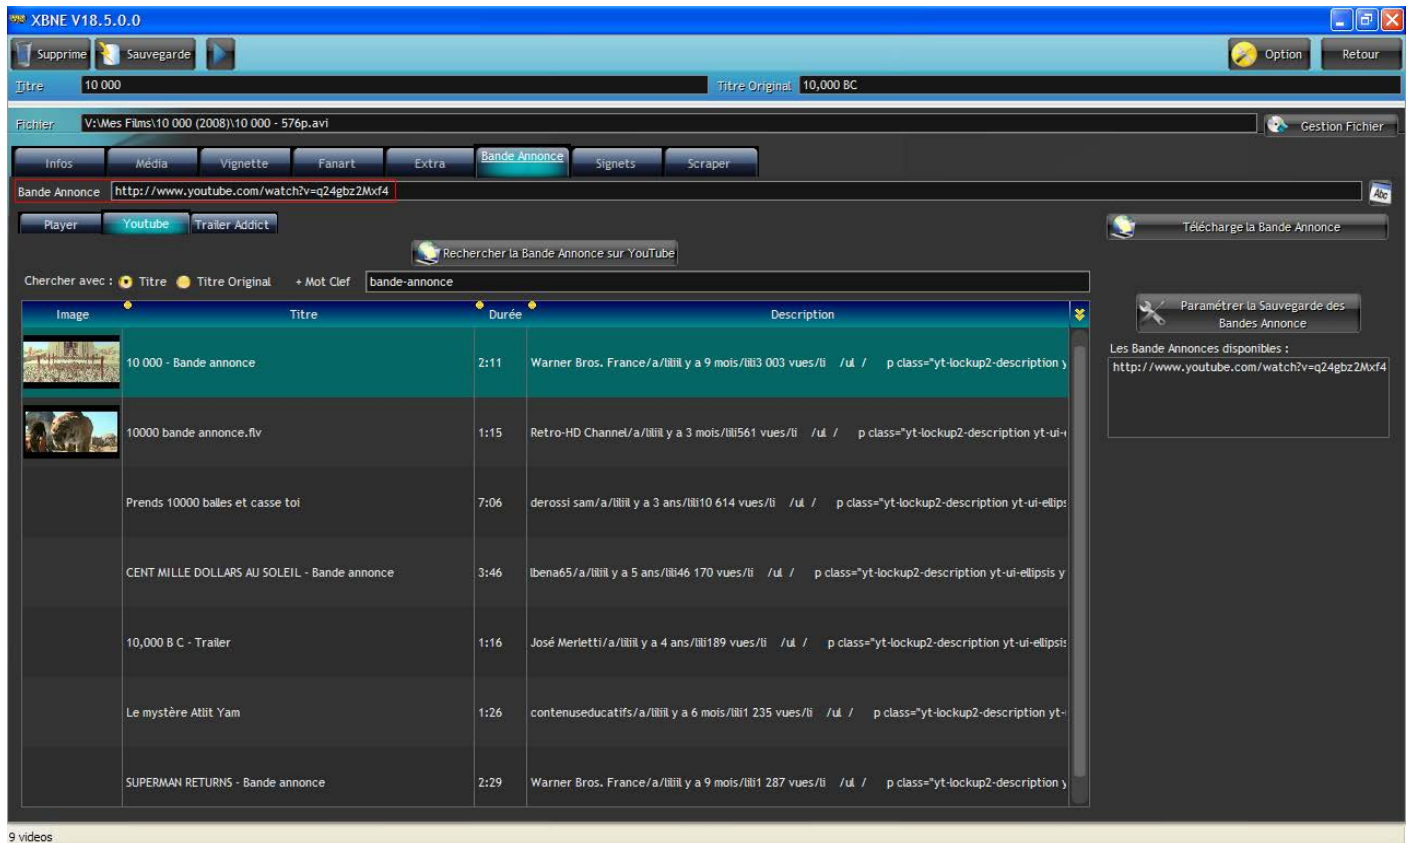 XBNE V18.5.0.0
Supprime Sauvegarde Option Retour
Titre 10 000 Titre Original 10,000 BC
Fichier V:\Mes Films\10 000 (2008)\10 000 - 576p.avi Gestion Fichier
Infos Média Vignette Fanart Extra Bande Annonce Signets Scraper
Bande Annonce http://www.youtube.com/watch?v=q24gbz2Mxf4 Abc
Player Youtube Trailer Addict Télécharge la Bande Annonce
Rechercher la Bande Annonce sur YouTube
Chercher avec : Titre Titre Original + Mot Clef bande-annonce
Paramétrer la Sauvegarde des
Bandes Annonce
Image Titre Durée Description
Les Bande Annonces disponibles :
http://www.youtube.com/watch?v=q24gbz2Mxf4
10 000 - Bande annonce 2:11 Warner Bros. France/a/liliil y a 9 mois/lili3 003 vues/li /ul / p class="yt-lockup2-description y
10000 bande annonce.flv 1:15 Retro-HD Channel/a/liliil y a 3 mois/lili561 vues/li /ul / p class="yt-lockup2-description yt-ui-e
Prends 10000 balles et casse toi 7:06 derossi sam/a/liliil y a 3 ans/lili10 614 vues/li /ul / p class="yt-lockup2-description yt-ui-ellips
CENT MILLE DOLLARS AU SOLEIL - Bande annonce 3:46 lbena65/a/liliil y a 5 ans/lili46 170 vues/li /ul / p class="yt-lockup2-description yt-ui-ellipsis y
10,000 B C - Trailer 1:16 José Merletti/a/liliil y a 4 ans/lili189 vues/li /ul / p class="yt-lockup2-description yt-ui-ellipsis
Le mystère Atlit Yam 1:26 contenuseducatifs/a/liliil y a 6 mois/lili1 235 vues/li /ul / p class="yt-lockup2-description yt-
SUPERMAN RETURNS - Bande annonce 2:29 Warner Bros. France/a/liliil y a 9 mois/lili1 287 vues/li /ul / p class="yt-lockup2-description y
9 videos